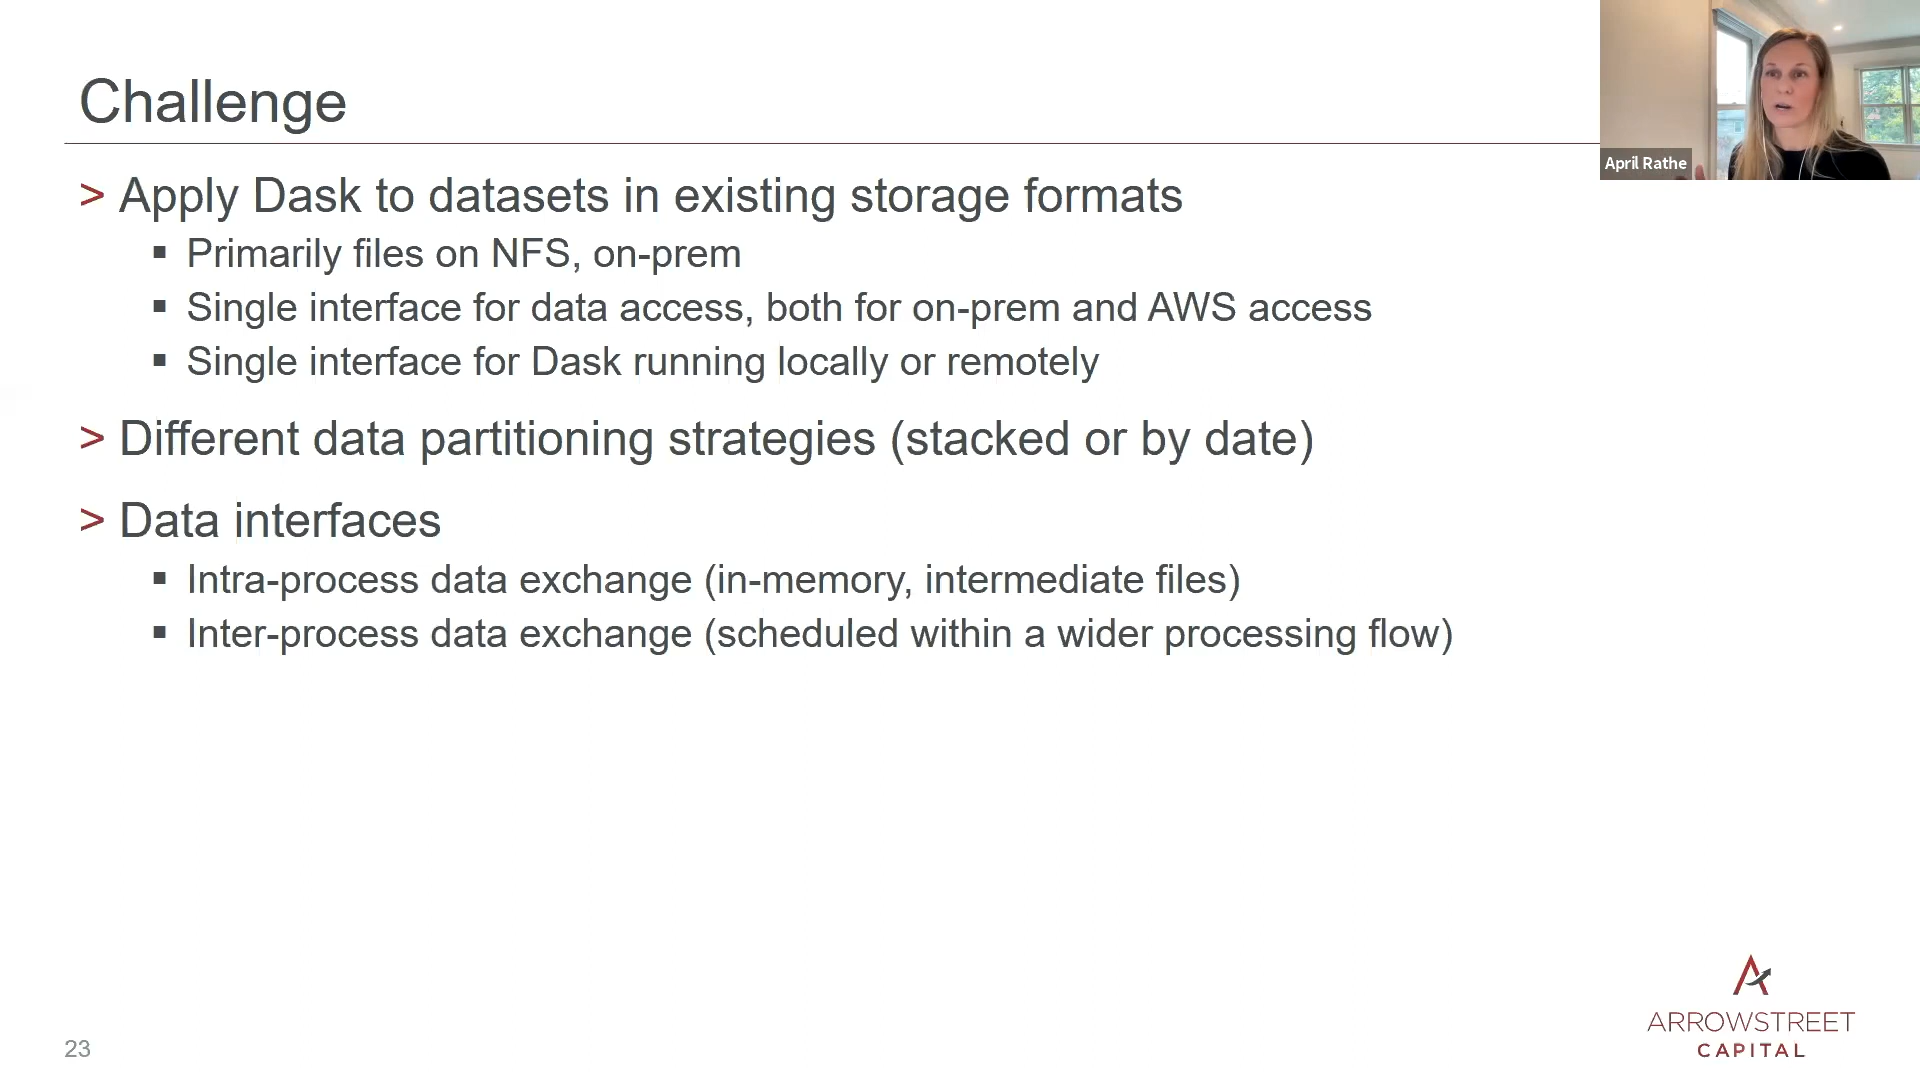 Challenge
> Apply Dask to datasets in existing storage formats
▪ Primarily files on NFS, on-prem
▪ Single interface for data access, both for on-prem and AWS access
▪ Single interface for Dask running locally or remotely
> Different data partitioning strategies (stacked or by date)
> Data interfaces
▪ Intra-process data exchange (in-memory, intermediate files)
▪ Inter-process data exchange (scheduled within a wider processing flow)
April Rathe
23
ARROWSTREET
CAPITAL